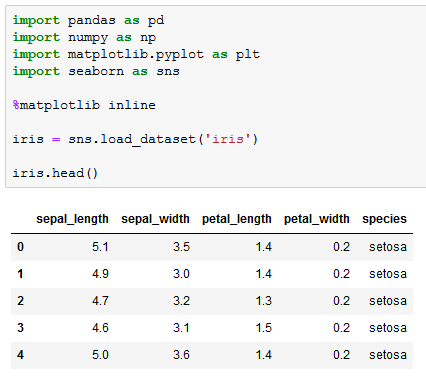 import pandas as pd
import numpy as np
import matplotlib.pyplot as plt
import seaborn as sns
%matplotlib inline
iris = sns.load_dataset('iris')
iris.head()
sepal_length sepal_width petal_length petal_width species
0 5.1 3.5 1.4 0.2 setosa
1 4.9 3.0 1.4 0.2 setosa
2 4.7 3.2 1.3 0.2 setosa
3 4.6 3.1 1.5 0.2 setosa
4 5.0 3.6 1.4 0.2 setosa